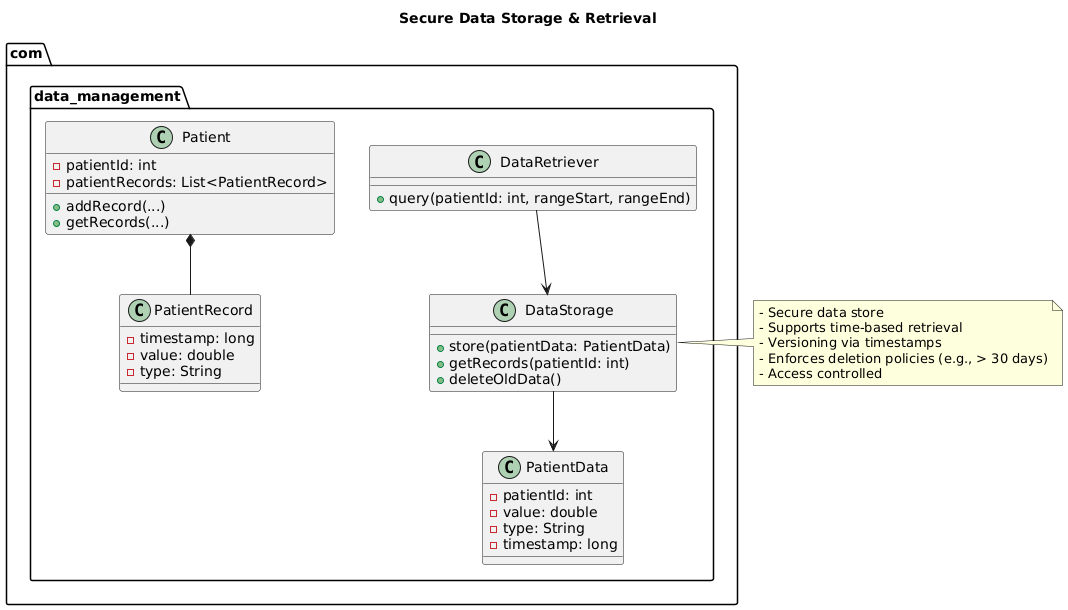 Secure Data Storage & Retrieval
com
data_management
C Patient
patientId: int
patientRecords: List<PatientRecord>
addRecord(...)
getRecords(...)
C DataRetriever
query(patientId: int, rangeStart, rangeEnd)
C PatientRecord
timestamp: long
value: double
type: String
C DataStorage
store(patientData: PatientData)
getRecords(patientId: int)
deleteOldData()
- Secure data store
- Supports time-based retrieval
- Versioning via timestamps
- Enforces deletion policies (e.g., > 30 days)
- Access controlled
C PatientData
patientId: int
value: double
type: String
timestamp: long